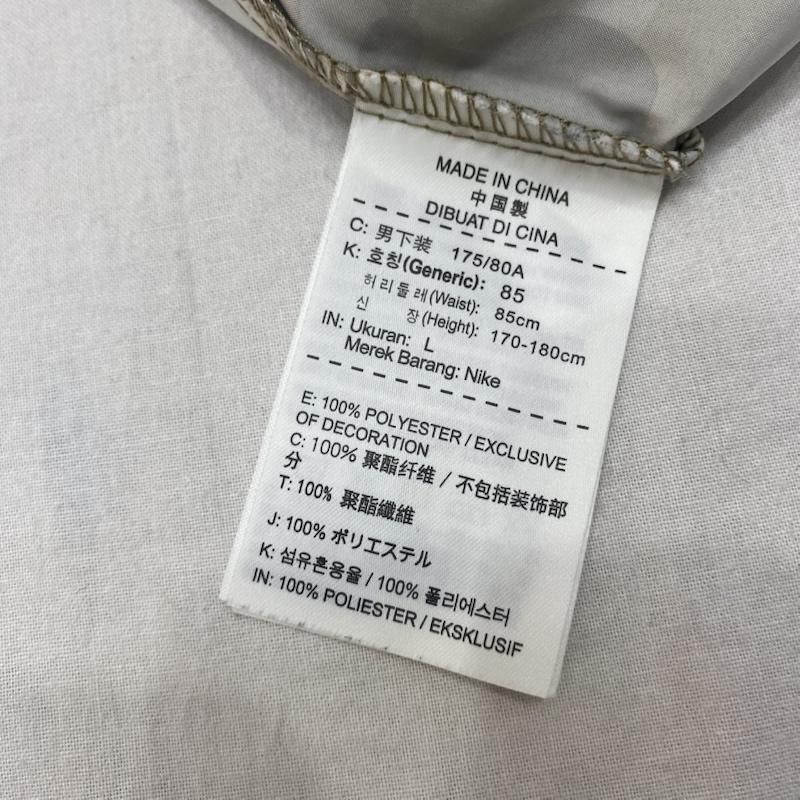 MADE IN CHINA
中国製
DIBUAT DI CINA
C: 男下装 175/80A
K: 호칭(Generic): 85
허리둘레(Waist): 85cm
신 장(Height): 170-180cm
IN: Ukuran: L
Merek Barang: Nike
E: 100% POLYESTER / EXCLUSIVE
OF DECORATION
C: 100% 聚酯纤维 / 不包括装饰部
分
T: 100% 聚酯纖維
J: 100% ポリエステル
K: 섬유혼용율 / 100% 폴리에스터
IN: 100% POLIESTER / EKSKLUSIF